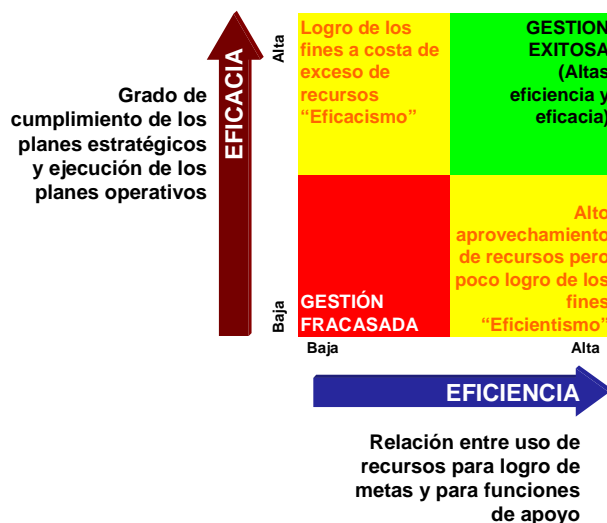 Grado de
cumplimiento de los
planes estratégicos
y ejecución de los
planes operativos
EFICACIA
Alta
Baja
Logro de los
fines a costa de
exceso de
recursos
“Eficacismo”
GESTION
EXITOSA
(Altas
eficiencia y
eficacia)
GESTIÓN
FRACASADA
Alto
aprovechamiento
de recursos pero
poco logro de los
fines
“Eficientismo”
Baja
Alta
EFICIENCIA
Relación entre uso de
recursos para logro de
metas y para funciones
de apoyo